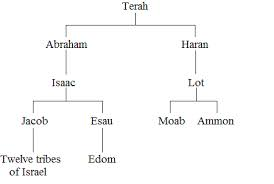 Terah
Abraham Haran
Isaac Lot
Jacob Esau Moab Ammon
Twelve tribes Edom
of Israel